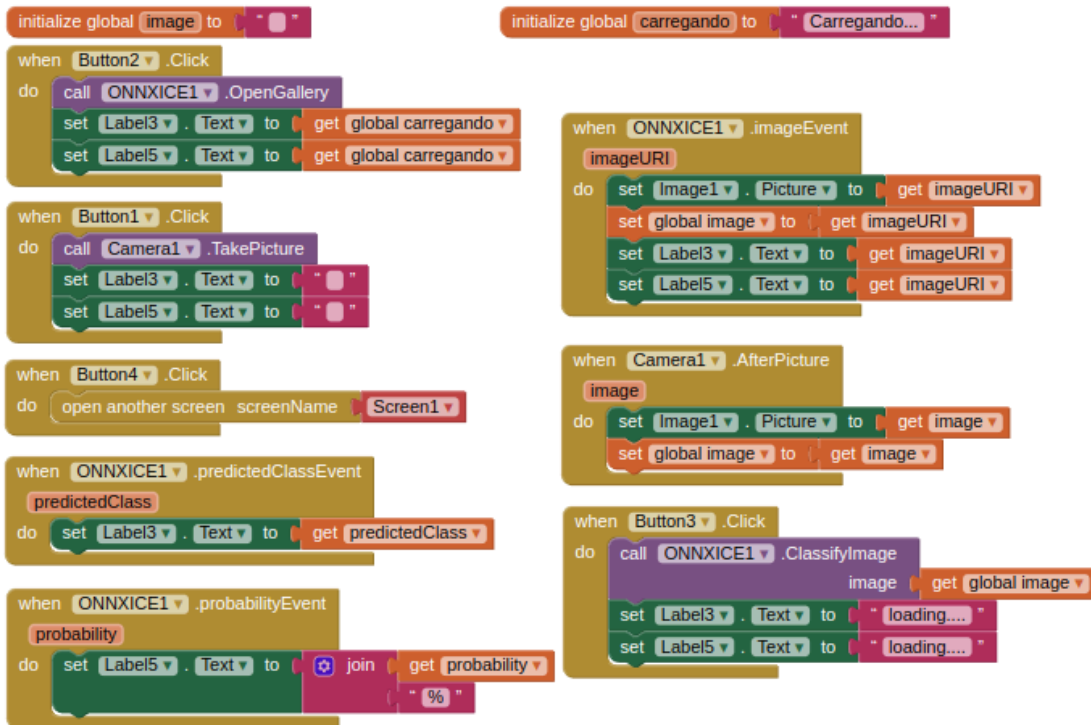 initialize global image to " "
initialize global carregando to " Carregando... "
when Button2 .Click
do call ONNXICE1 .OpenGallery
set Label3 . Text to get global carregando
set Label5 . Text to get global carregando
when Button1 .Click
do call Camera1 .TakePicture
set Label3 . Text to " "
set Label5 . Text to " "
when Button4 .Click
do open another screen screenName Screen1
when ONNXICE1 .predictedClassEvent
predictedClass
do set Label3 . Text to get predictedClass
when ONNXICE1 .probabilityEvent
probability
do set Label5 . Text to join get probability
" % "
when ONNXICE1 .imageEvent
imageURI
do set Image1 . Picture to get imageURI
set global image to get imageURI
set Label3 . Text to get imageURI
set Label5 . Text to get imageURI
when Camera1 .AfterPicture
image
do set Image1 . Picture to get image
set global image to get image
when Button3 .Click
do call ONNXICE1 .ClassifyImage
image get global image
set Label3 . Text to " loading.... "
set Label5 . Text to " loading.... "